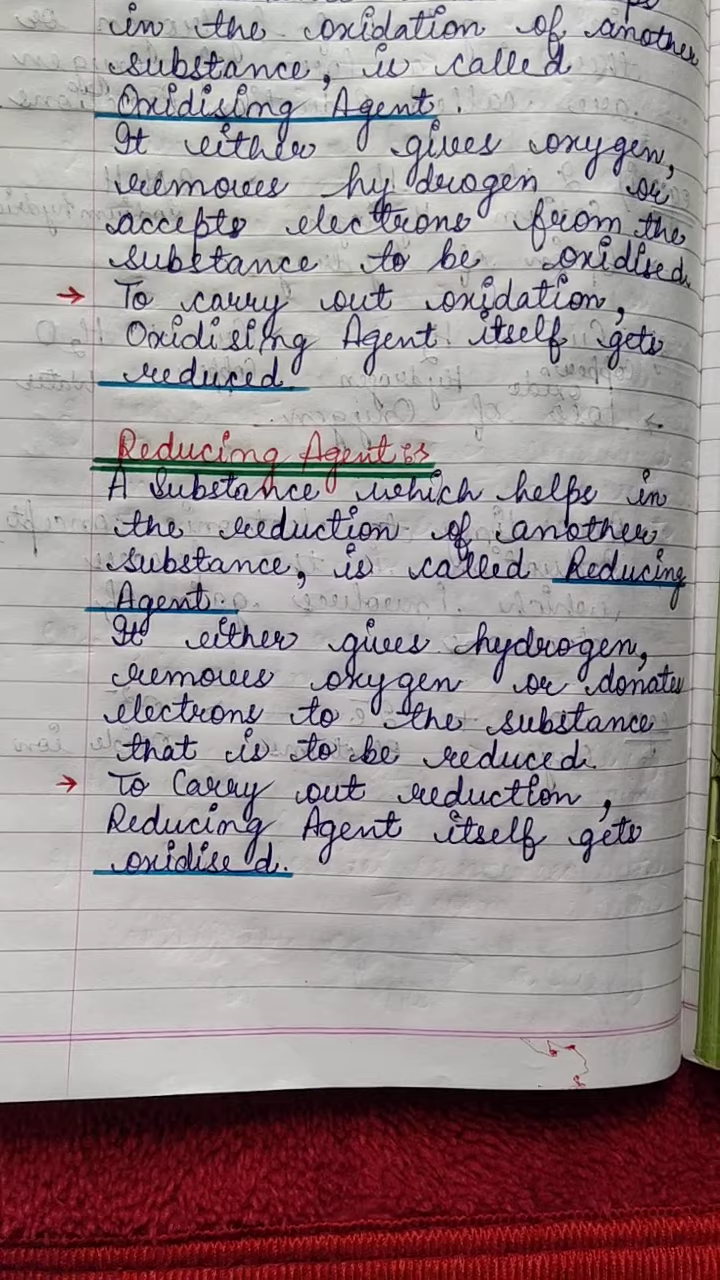 in the oxidation of another
substance, is called
Oxidising Agent.
It either gives oxygen,
removes hydrogen or
accepts electrons from the
substance to be oxidised.
→ To carry out oxidation,
Oxidising Agent itself gets
reduced.
Reducing Agent :-
A Substance which helps in
the reduction of another
substance, is called Reducing
Agent.
It either gives hydrogen,
removes oxygen or donates
electrons to the substance
that is to be reduced.
→ To Carry out reduction,
Reducing Agent itself gets
oxidised.